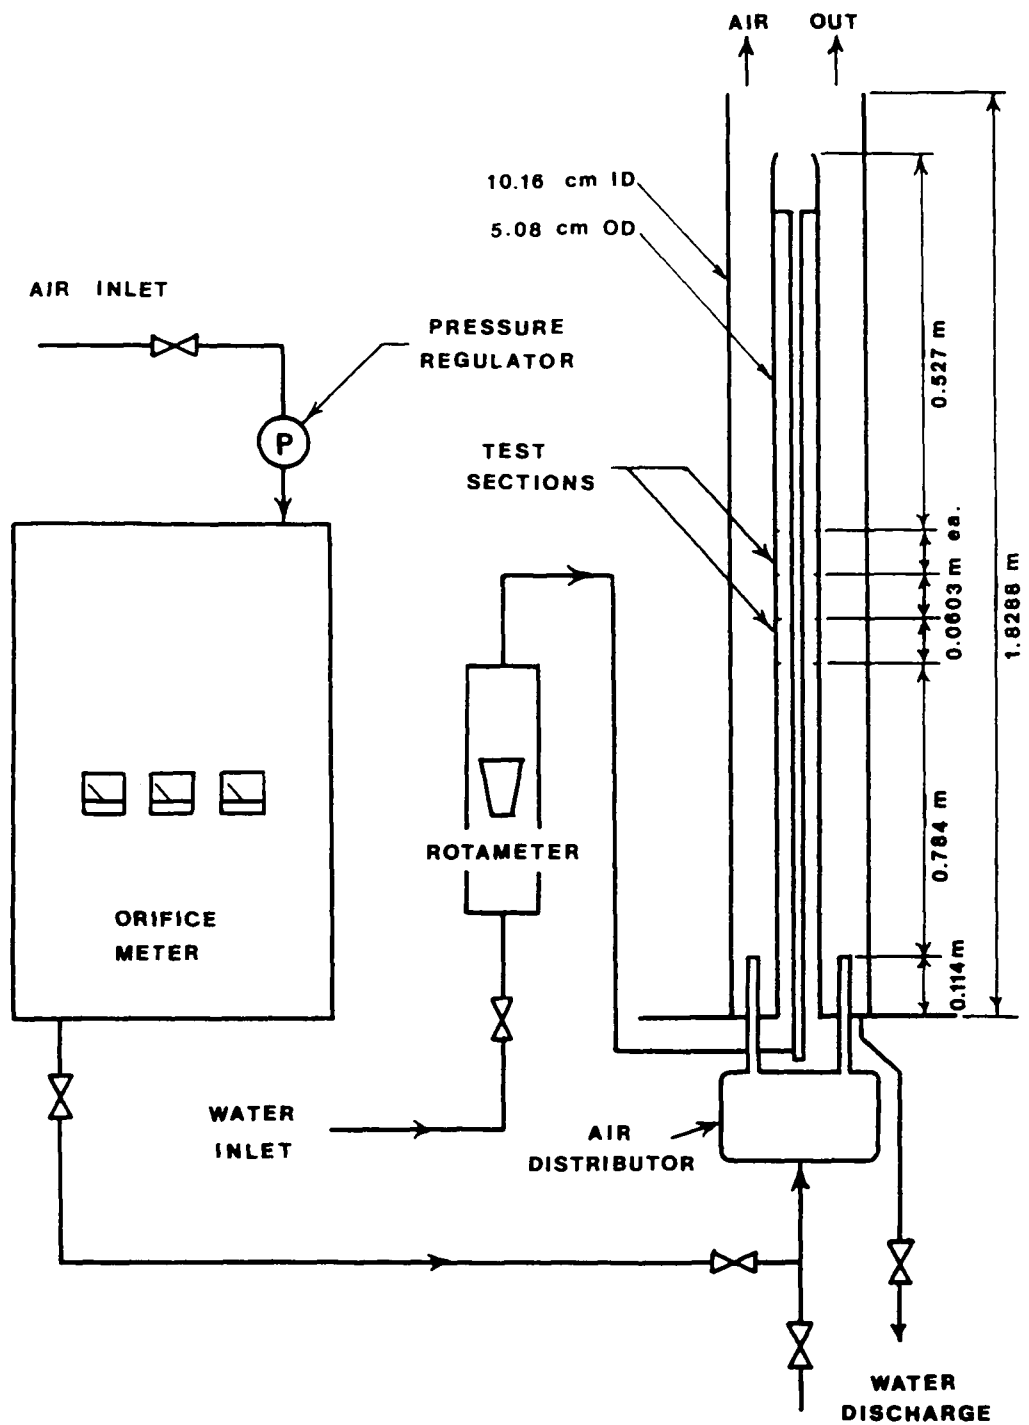 AIR OUT
10.16 cm ID
5.08 cm OD
AIR INLET
PRESSURE
REGULATOR
P
TEST
SECTIONS
0.527 m
0.0603 m ea.
1.8288 m
0.784 m
0.114 m
ROTAMETER
ORIFICE
METER
WATER
INLET
AIR
DISTRIBUTOR
WATER
DISCHARGE